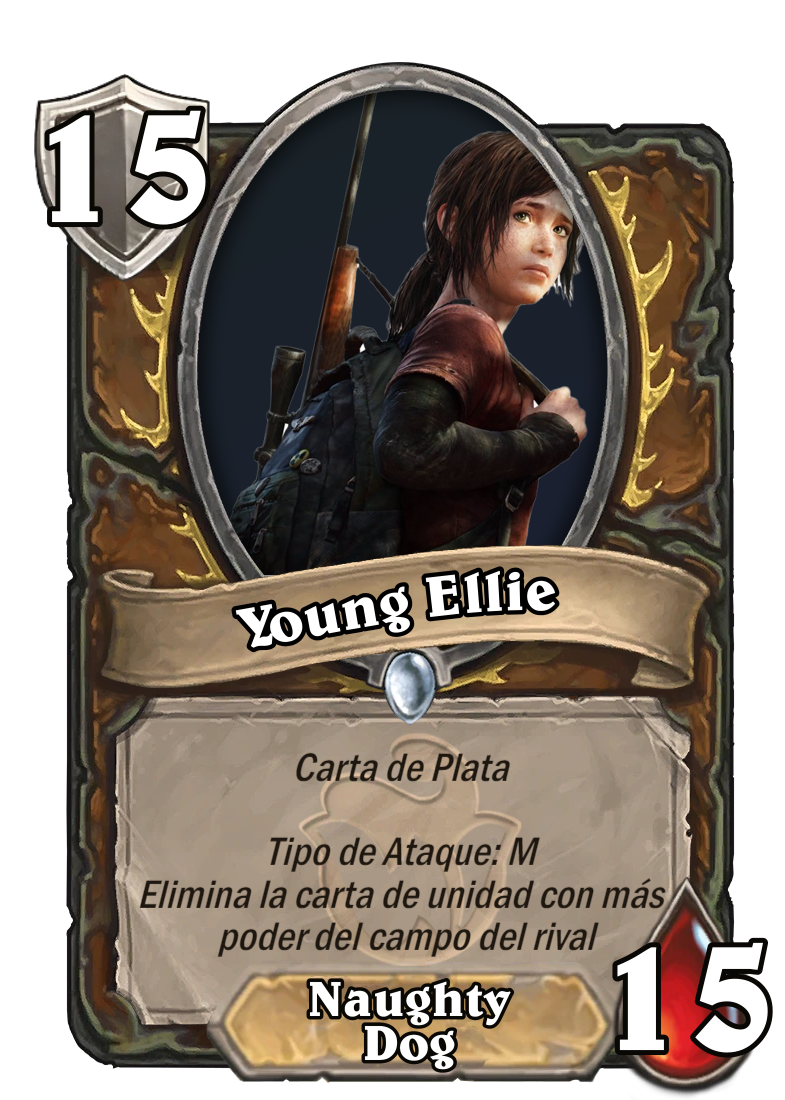 15
Young Ellie
Carta de Plata
Tipo de Ataque: M
Elimina la carta de unidad con más
poder del campo del rival
Naughty
Dog
15